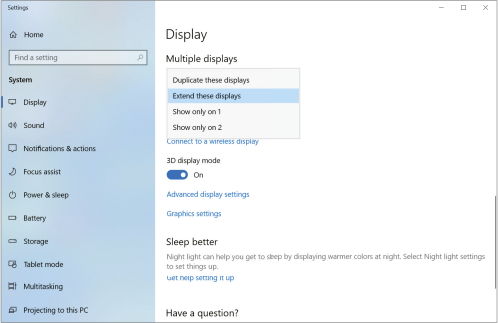 Settings
Home
Find a setting
System
Display
Sound
Notifications & actions
Focus assist
Power & sleep
Battery
Storage
Tablet mode
Multitasking
Projecting to this PC
Display
Multiple displays
Duplicate these displays
Extend these displays
Show only on 1
Show only on 2
Connect to a wireless display
3D display mode
On
Advanced display settings
Graphics settings
Sleep better
Night light can help you get to sleep by displaying warmer colors at night. Select Night light settings
to set things up.
Get help setting it up
Have a question?